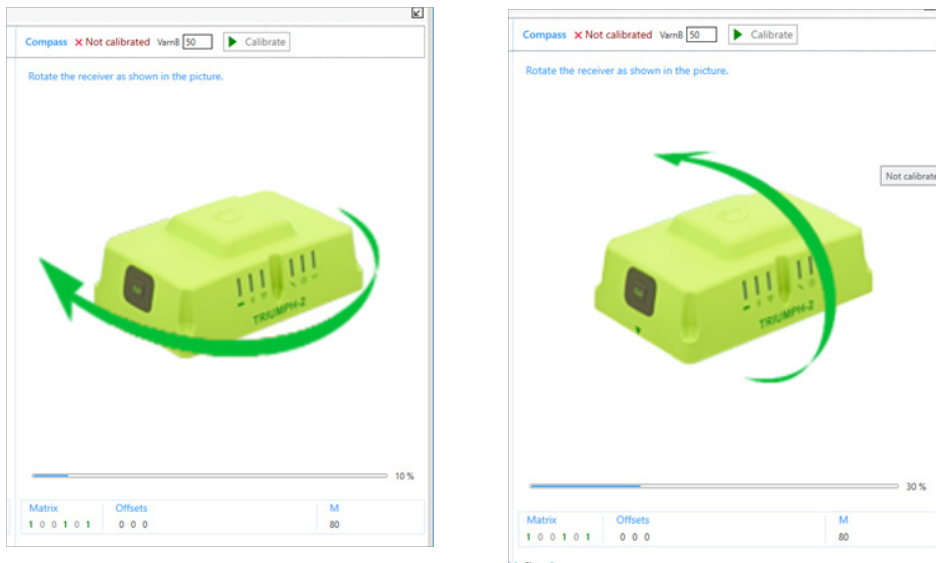 Compass × Not calibrated VarnB 50 Calibrate
Rotate the receiver as shown in the picture.
TRIUMPH-2
10 %
Matrix Offsets M
1 0 0 1 0 1 0 0 0 80
Compass × Not calibrated VarnB 50 Calibrate
Rotate the receiver as shown in the picture.
Not calibrate
TRIUMPH-2
30 %
Matrix Offsets M
1 0 0 1 0 1 0 0 0 80